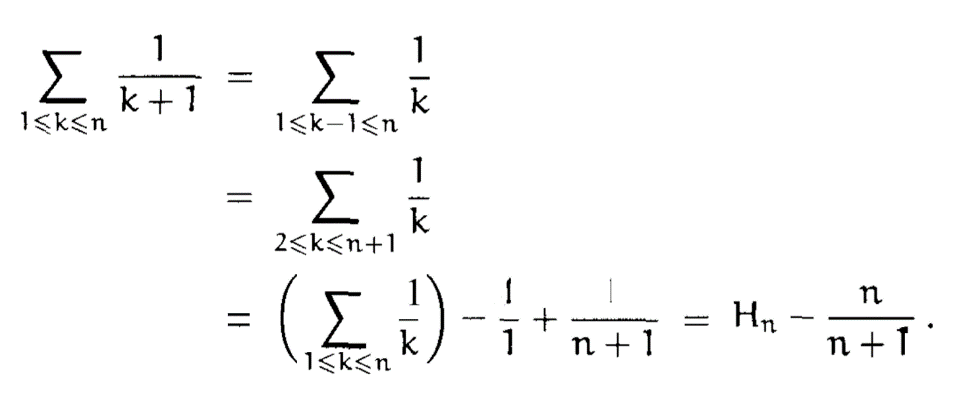 ∑_{1≤k≤n} 1/(k+1) = ∑_{1≤k−1≤n} 1/k
= ∑_{2≤k≤n+1} 1/k
= (∑_{1≤k≤n} 1/k) − 1/1 + 1/(n+1) = H_n − n/(n+1).